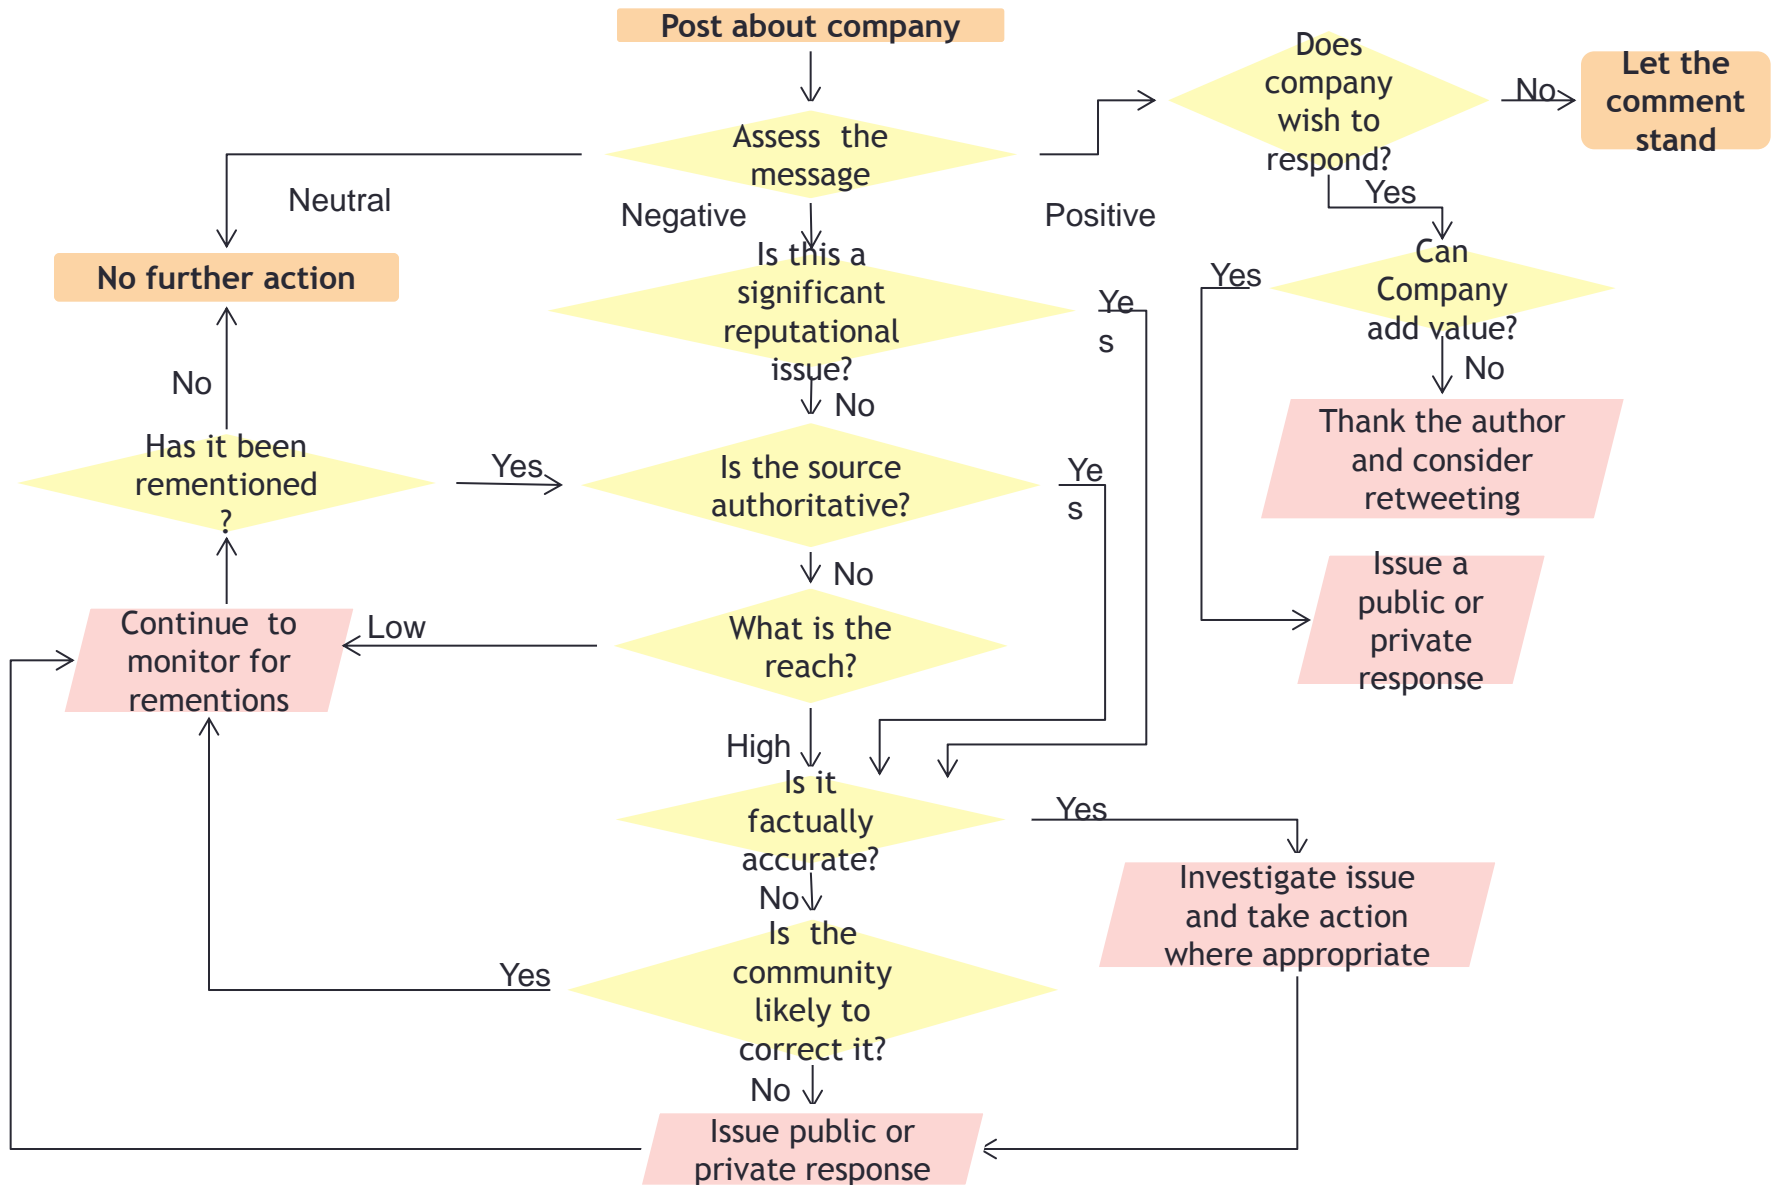 Post about company
Does
company
wish to
respond?
No
Let the
comment
stand
Assess the
message
Neutral
Negative
Positive
Yes
Is this a
significant
reputational
issue?
No further action
Can
Company
add value?
Yes
Ye
s
No
No
No
Thank the author
and consider
retweeting
Has it been
rementioned
?
Yes
Is the source
authoritative?
Ye
s
No
Issue a
public or
private
response
Continue to
monitor for
rementions
Low
What is the
reach?
High
Is it
factually
accurate?
Yes
No
Investigate issue
and take action
where appropriate
Is the
community
likely to
correct it?
Yes
No
Issue public or
private response